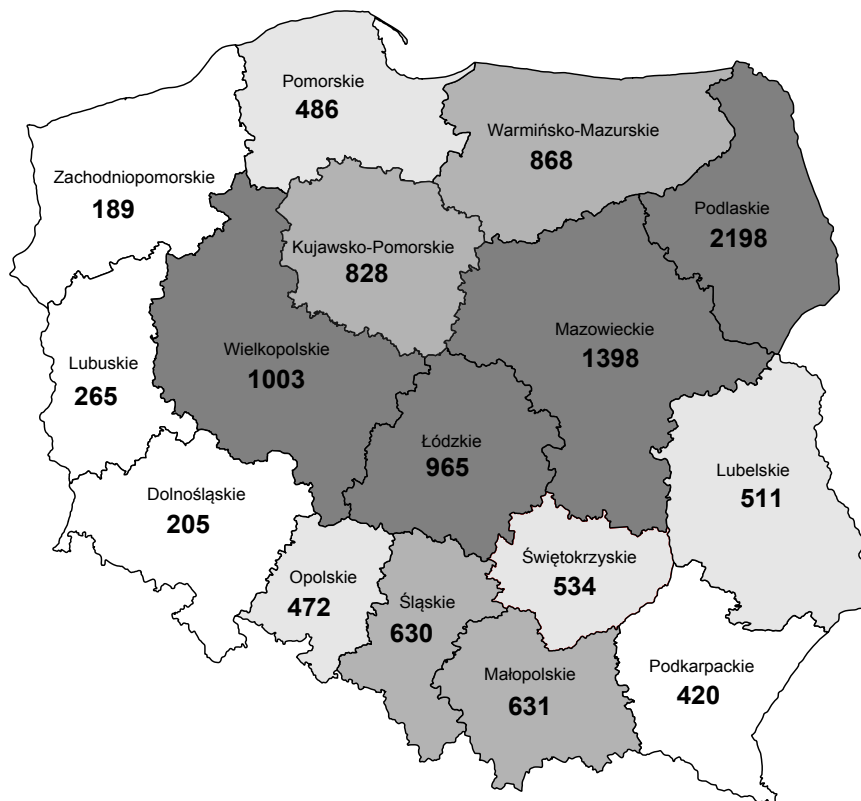 Pomorskie
486
Warmińsko-Mazurskie
868
Zachodniopomorskie
189
Podlaskie
2198
Kujawsko-Pomorskie
828
Mazowieckie
1398
Wielkopolskie
1003
Lubuskie
265
Łódzkie
965
Lubelskie
511
Dolnośląskie
205
Świętokrzyskie
534
Opolskie
472
Śląskie
630
Małopolskie
631
Podkarpackie
420